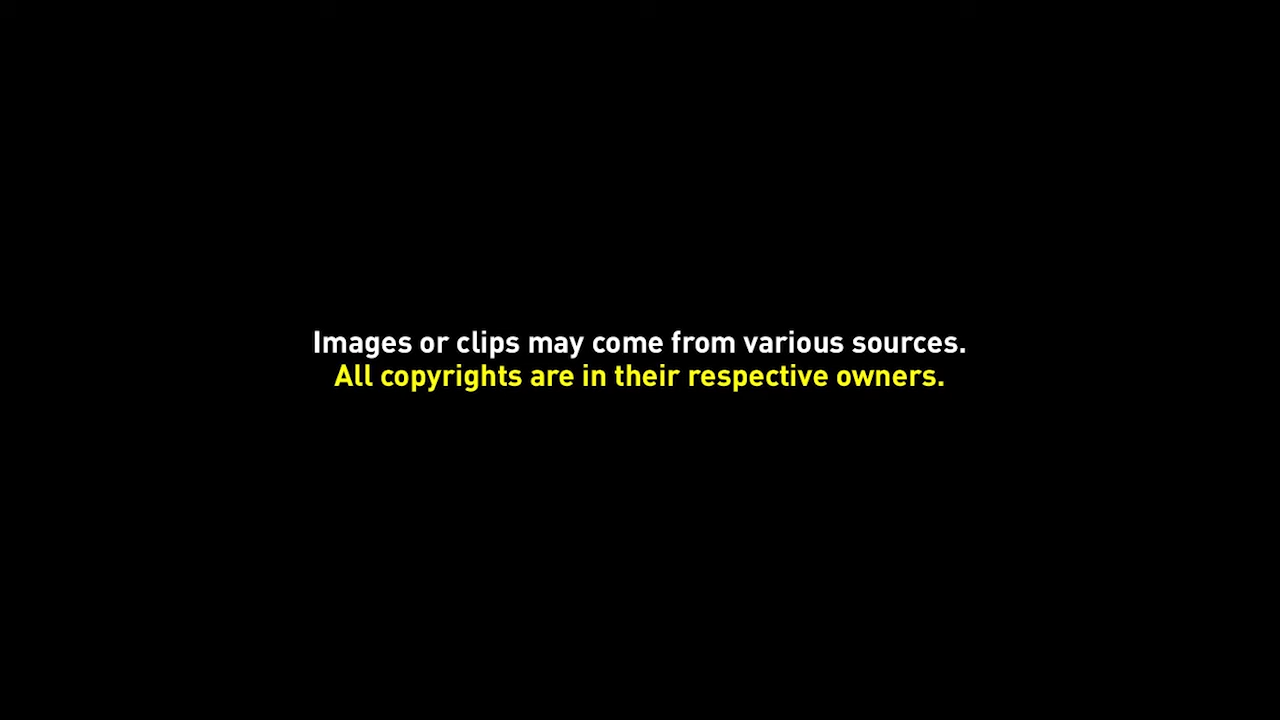 Images or clips may come from various sources.
All copyrights are in their respective owners.